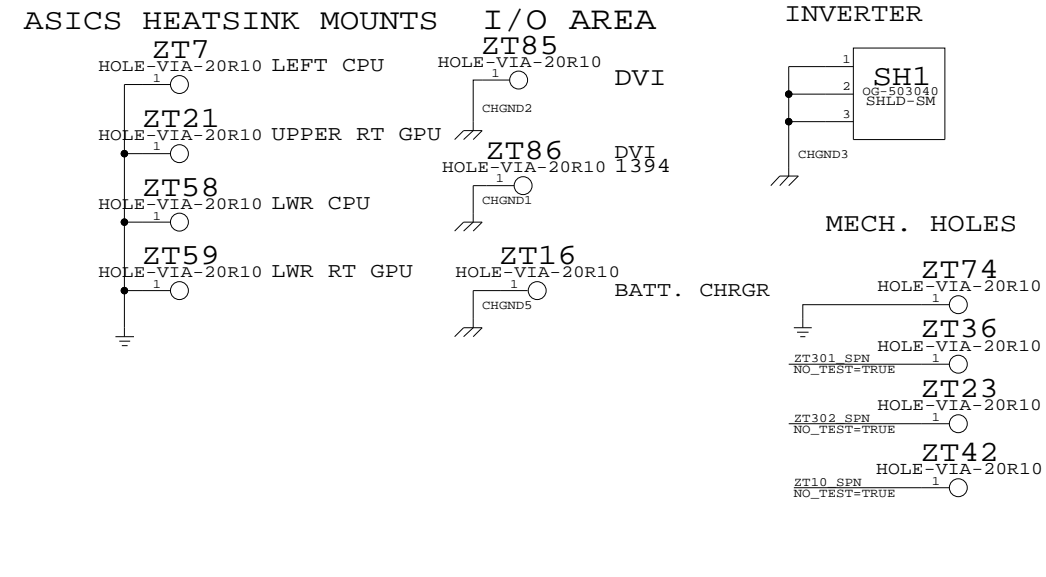 ASICS HEATSINK MOUNTS
ZT7
HOLE-VIA-20R10 LEFT CPU
1
ZT21
HOLE-VIA-20R10 UPPER RT GPU
1
ZT58
HOLE-VIA-20R10 LWR CPU
1
ZT59
HOLE-VIA-20R10 LWR RT GPU
1
I/O AREA
ZT85
HOLE-VIA-20R10
1
DVI
CHGND2
ZT86
HOLE-VIA-20R10
1
DVI
1394
CHGND1
ZT16
HOLE-VIA-20R10
1
BATT. CHRGR
CHGND5
INVERTER
1
2
3
SH1
OG-503040
SHLD-SM
CHGND3
MECH. HOLES
ZT74
HOLE-VIA-20R10
1
ZT36
HOLE-VIA-20R10
ZT301_SPN
1
NO_TEST=TRUE
ZT23
HOLE-VIA-20R10
ZT302_SPN
1
NO_TEST=TRUE
ZT42
HOLE-VIA-20R10
ZT10_SPN
1
NO_TEST=TRUE